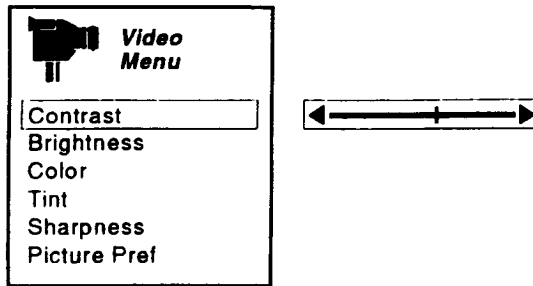 Video
Menu
Contrast
Brightness
Color
Tint
Sharpness
Picture Pref